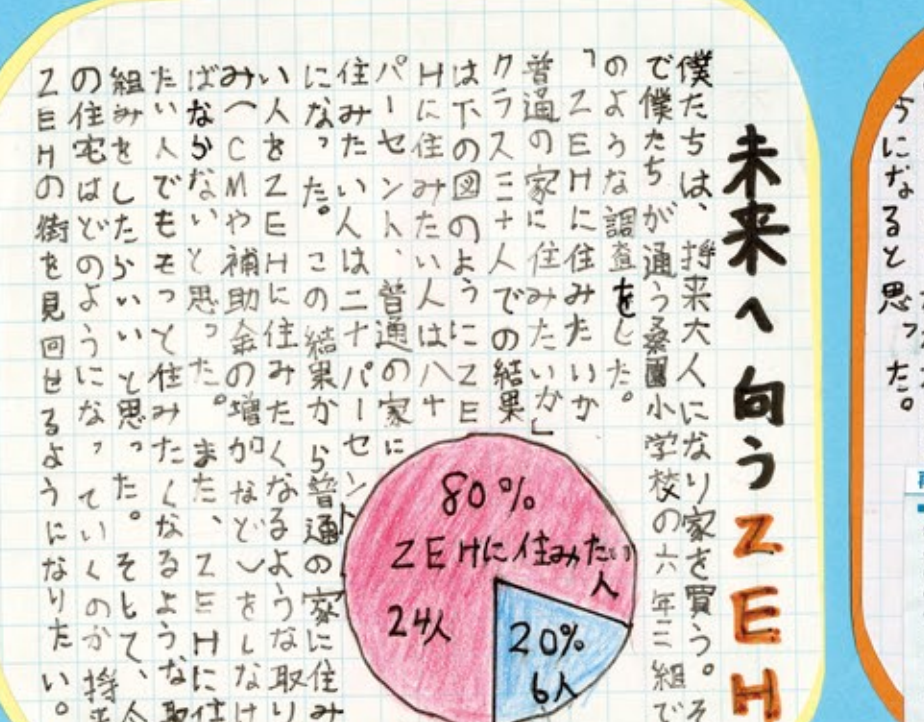 うになると思った。
未来へ向うZEH
僕たちは、将来大人になり家を買う。そ
で僕たちが通う桑園小学校の六年三組で
のような調査をした。
「ZEHに住みたいか
普通の家に住みたいか」
クラス三十人での結果
は下の図のようにZE
Hに住みたい人は八十
パーセント、普通の家に
住みたい人は二十パーセント
になった。この結果から普通の家に住み
い人をZEHに住みたくなるような取り
み(CMや補助金の増加など)をしなけ
ばならないと思った。また、ZEHに住
たい人でももっと住みたくなるような取
組みをしたらいいと思った。そして、今
の住宅はどのようになっていくのか将来
ZEHの街を見回せるようになりたい。
80%
ZEHに住みたい
人
24人
20%
6人